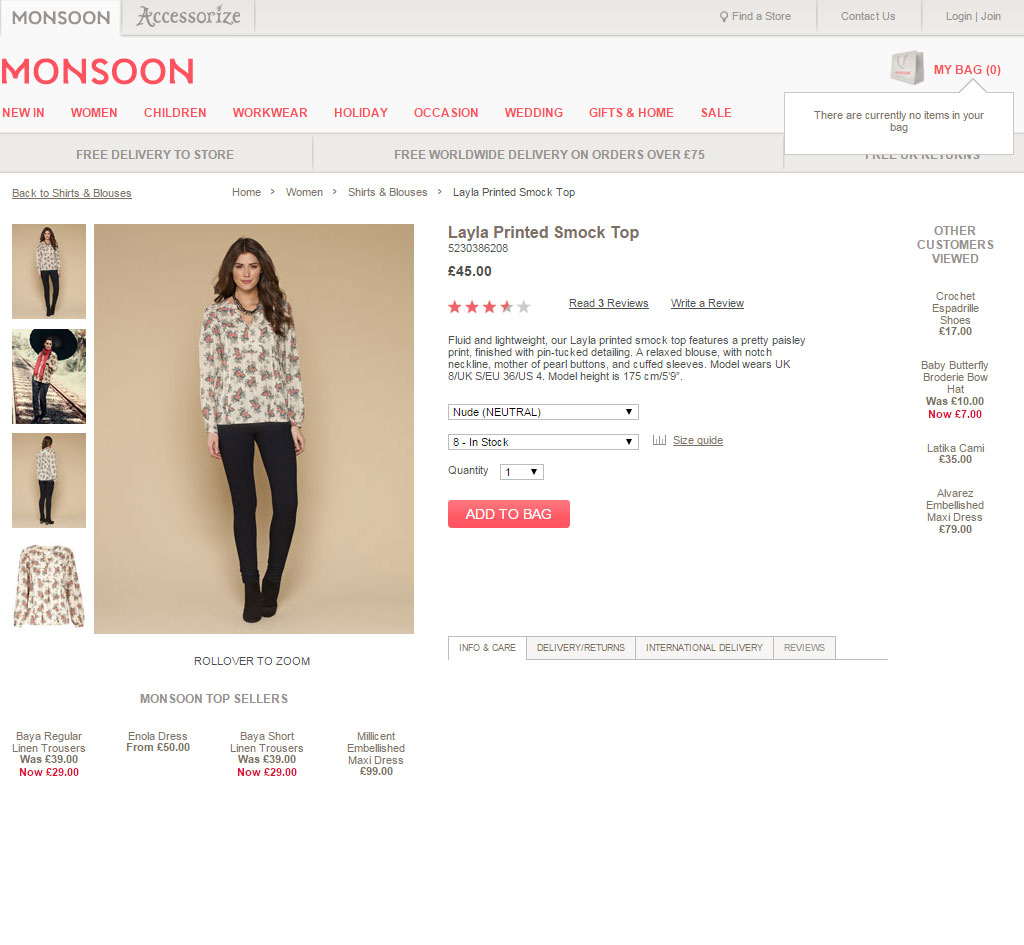 MONSOON
Accessorize
Find a Store
Contact Us
Login | Join
MONSOON
MY BAG (0)
There are currently no items in your
bag
NEW IN
WOMEN
CHILDREN
WORKWEAR
HOLIDAY
OCCASION
WEDDING
GIFTS & HOME
SALE
FREE DELIVERY TO STORE
FREE WORLDWIDE DELIVERY ON ORDERS OVER £75
FREE UK RETURNS
Back to Shirts & Blouses
Home > Women > Shirts & Blouses > Layla Printed Smock Top
Layla Printed Smock Top
5230386208
£45.00
Read 3 Reviews
Write a Review
Fluid and lightweight, our Layla printed smock top features a pretty paisley
print, finished with pin-tucked detailing. A relaxed blouse, with notch
neckline, mother of pearl buttons, and cuffed sleeves. Model wears UK
8/UK S/EU 36/US 4. Model height is 175 cm/5'9".
Nude (NEUTRAL)
8 - In Stock
Size guide
Quantity
1
ADD TO BAG
INFO & CARE
DELIVERY/RETURNS
INTERNATIONAL DELIVERY
REVIEWS
OTHER
CUSTOMERS
VIEWED
Crochet
Espadrille
Shoes
£17.00
Baby Butterfly
Broderie Bow
Hat
Was £10.00
Now £7.00
Latika Cami
£35.00
Alvarez
Embellished
Maxi Dress
£79.00
ROLLOVER TO ZOOM
MONSOON TOP SELLERS
Baya Regular
Linen Trousers
Was £39.00
Now £29.00
Enola Dress
From £50.00
Baya Short
Linen Trousers
Was £39.00
Now £29.00
Millicent
Embellished
Maxi Dress
£99.00